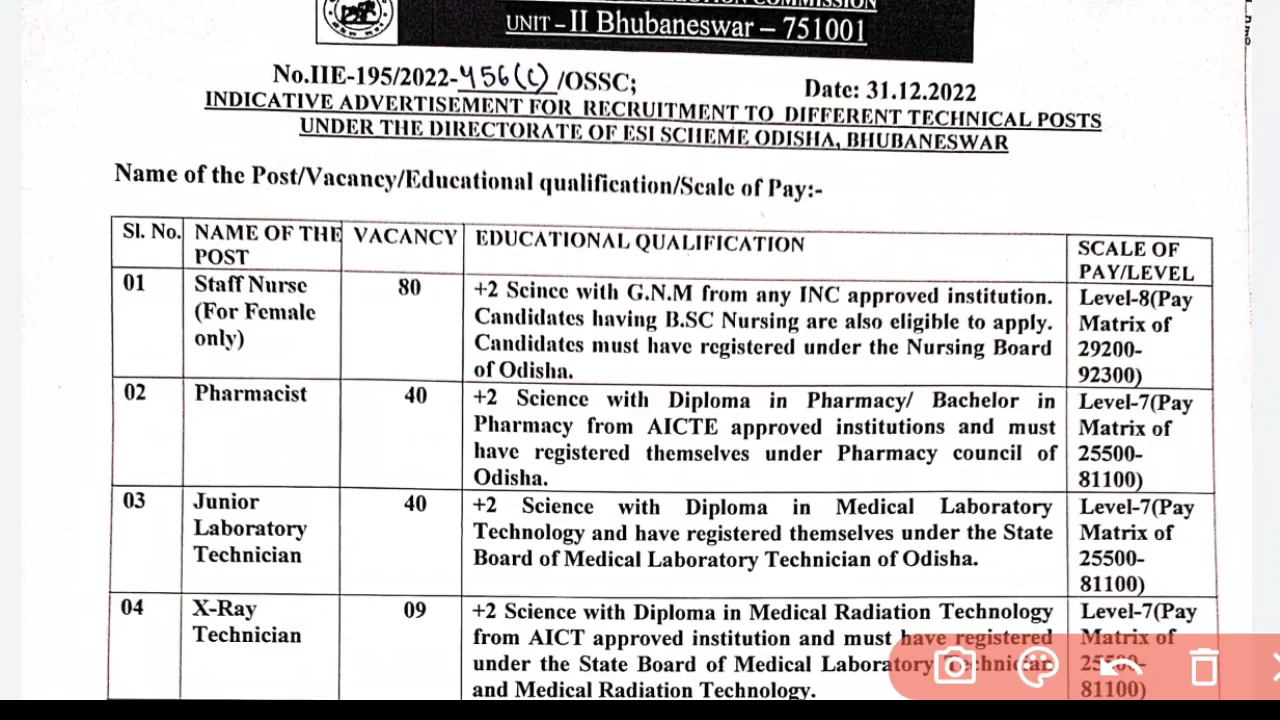 UNIT – II Bhubaneswar – 751001
No.IIE-195/2022-456(C)/OSSC;
Date: 31.12.2022
INDICATIVE ADVERTISEMENT FOR RECRUITMENT TO DIFFERENT TECHNICAL POSTS
UNDER THE DIRECTORATE OF ESI SCHEME ODISHA, BHUBANESWAR
Name of the Post/Vacancy/Educational qualification/Scale of Pay:-
Sl. No.
NAME OF THE
POST
VACANCY
EDUCATIONAL QUALIFICATION
SCALE OF
PAY/LEVEL
01
Staff Nurse
(For Female
only)
80
+2 Scince with G.N.M from any INC approved institution.
Candidates having B.SC Nursing are also eligible to apply.
Candidates must have registered under the Nursing Board
of Odisha.
Level-8(Pay
Matrix of
29200-
92300)
02
Pharmacist
40
+2 Science with Diploma in Pharmacy/ Bachelor in
Pharmacy from AICTE approved institutions and must
have registered themselves under Pharmacy council of
Odisha.
Level-7(Pay
Matrix of
25500-
81100)
03
Junior
Laboratory
Technician
40
+2 Science with Diploma in Medical Laboratory
Technology and have registered themselves under the State
Board of Medical Laboratory Technician of Odisha.
Level-7(Pay
Matrix of
25500-
81100)
04
X-Ray
Technician
09
+2 Science with Diploma in Medical Radiation Technology
from AICT approved institution and must have registered
under the State Board of Medical Laboratory Technician
and Medical Radiation Technology.
Level-7(Pay
Matrix of
25500-
81100)